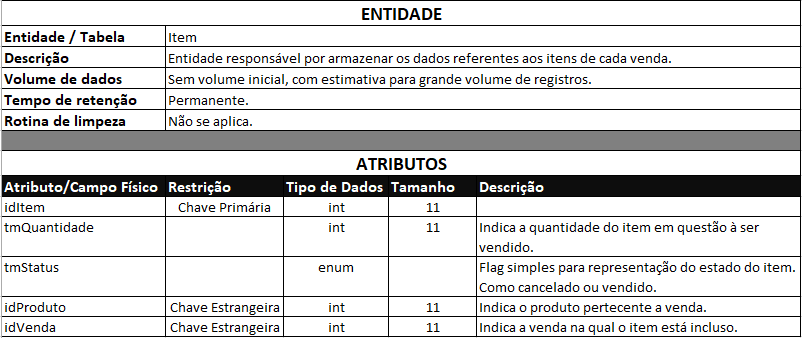 ENTIDADE
Entidade / Tabela Item
Descrição Entidade responsável por armazenar os dados referentes aos itens de cada venda.
Volume de dados Sem volume inicial, com estimativa para grande volume de registros.
Tempo de retenção Permanente.
Rotina de limpeza Não se aplica.
ATRIBUTOS
Atributo/Campo Físico Restrição Tipo de Dados Tamanho Descrição
idItem Chave Primária int 11
tmQuantidade int 11 Indica a quantidade do item em questão à ser
vendido.
tmStatus enum Flag simples para representação do estado do item.
Como cancelado ou vendido.
idProduto Chave Estrangeira int 11 Indica o produto pertecente a venda.
idVenda Chave Estrangeira int 11 Indica a venda na qual o item está incluso.